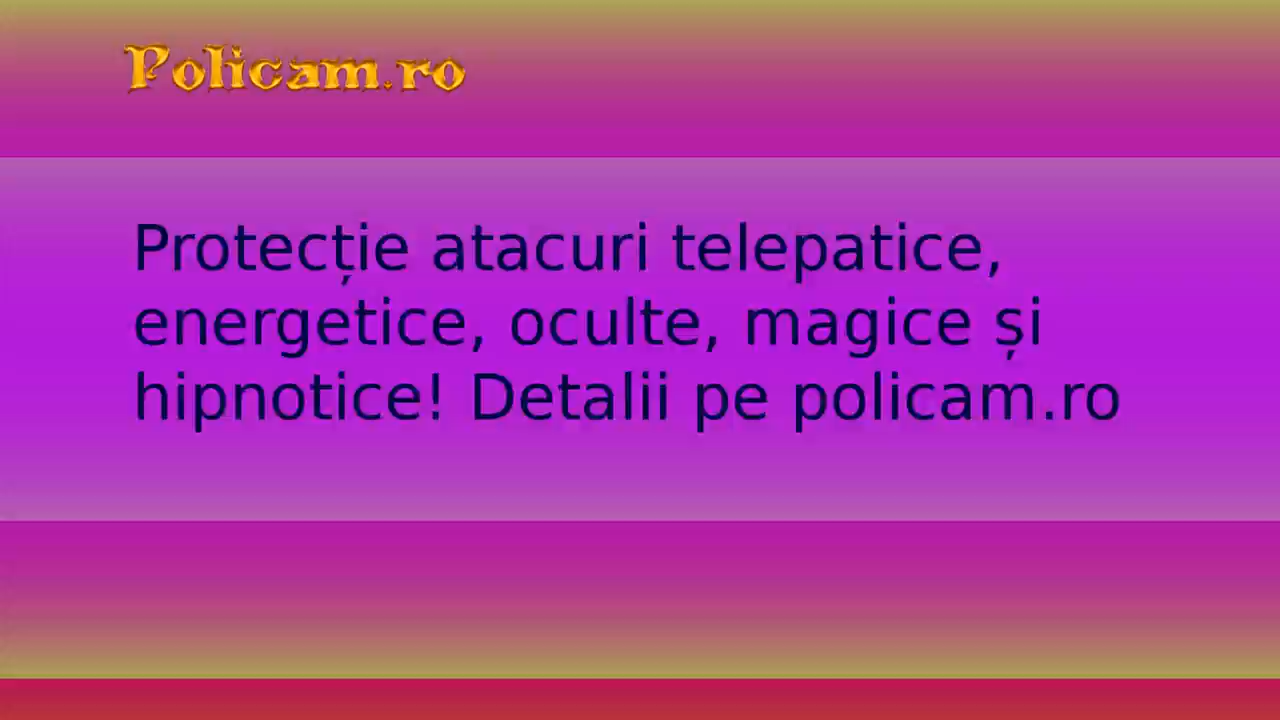 Policam.ro
Protecție atacuri telepatice,
energetice, oculte, magice și
hipnotice! Detalii pe policam.ro